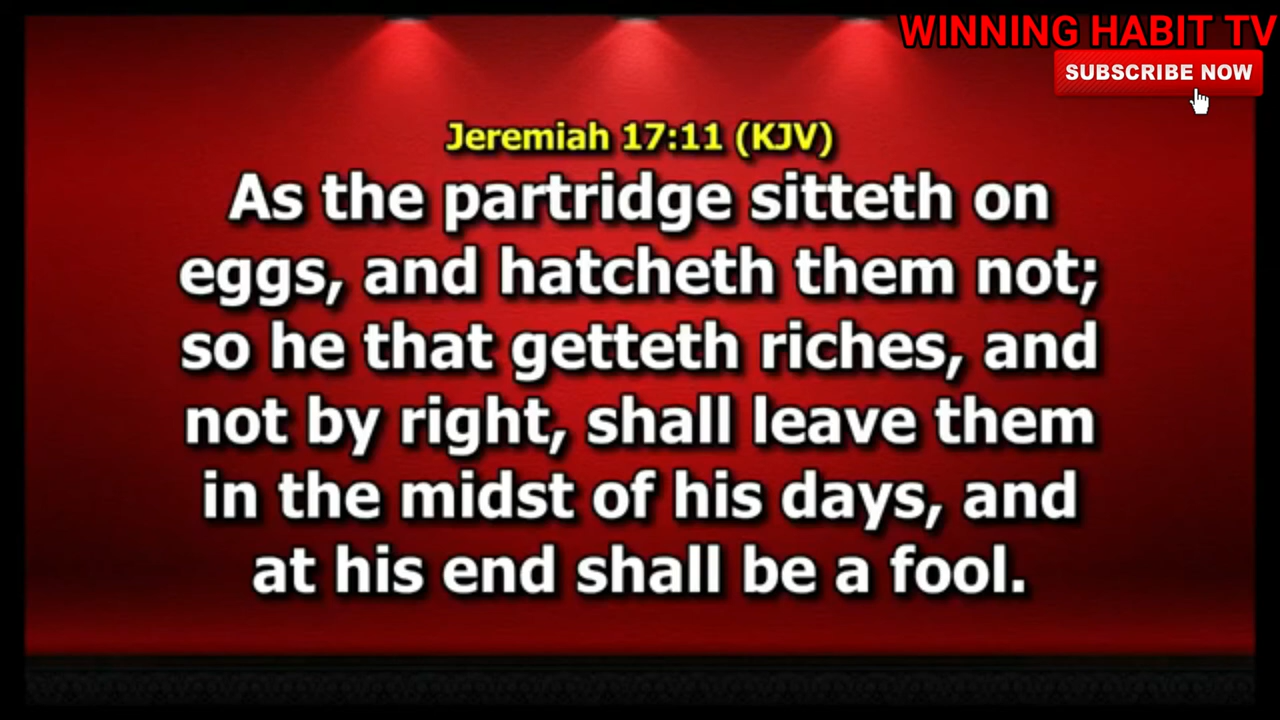 WINNING HABIT TV
SUBSCRIBE NOW
Jeremiah 17:11 (KJV)
As the partridge sitteth on
eggs, and hatcheth them not;
so he that getteth riches, and
not by right, shall leave them
in the midst of his days, and
at his end shall be a fool.